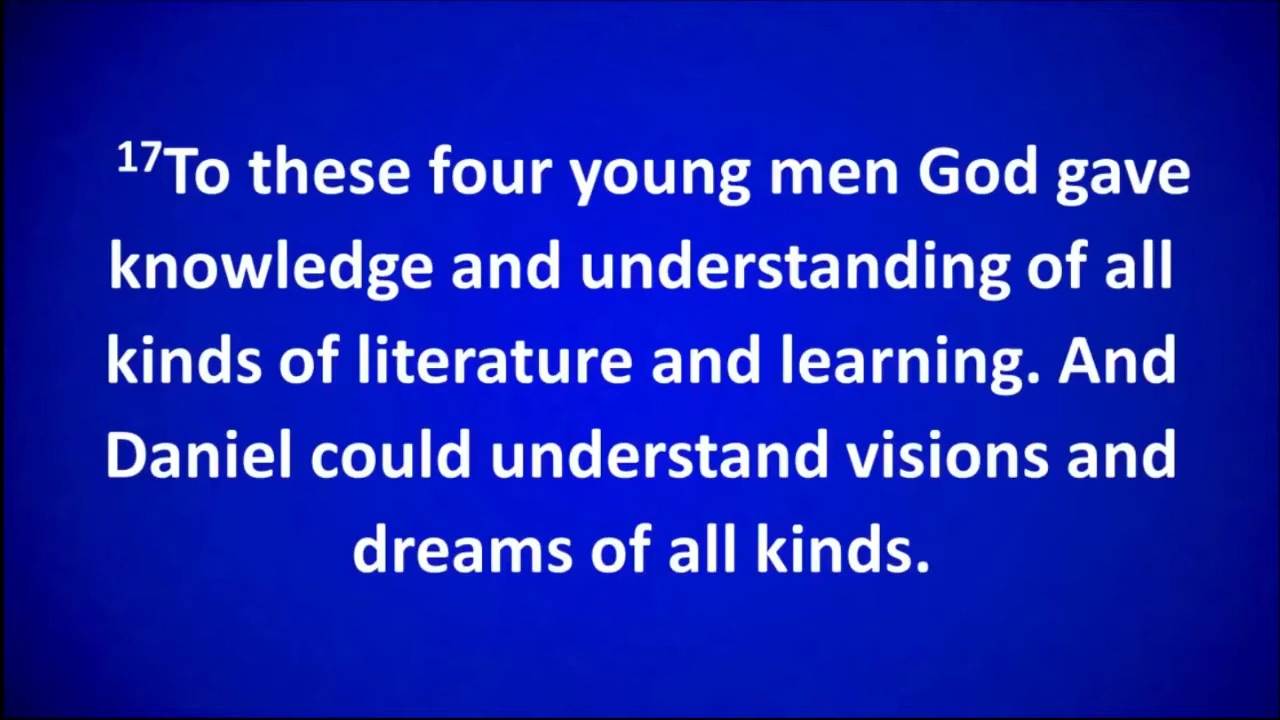 17To these four young men God gave
knowledge and understanding of all
kinds of literature and learning. And
Daniel could understand visions and
dreams of all kinds.